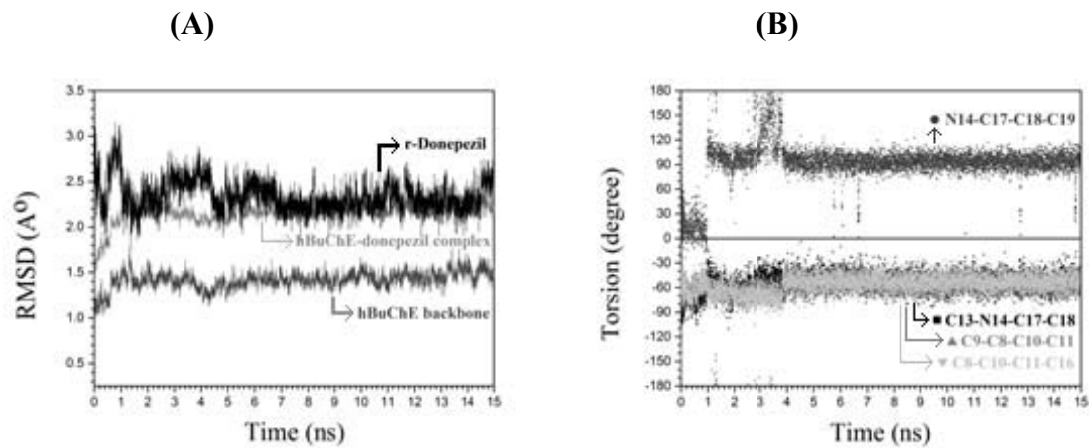 (A)
(B)
3.5
3.0
2.5
2.0
1.5
1.0
0.5
RMSD (A°)
r-Donepezil
hBuChE-donepezil complex
hBuChE backbone
0 1 2 3 4 5 6 7 8 9 10 11 12 13 14 15
Time (ns)
180
150
120
90
60
30
0
-30
-60
-90
-120
-150
-180
Torsion (degree)
N14-C17-C18-C19
C13-N14-C17-C18
C9-C8-C10-C11
C8-C10-C11-C16
0 1 2 3 4 5 6 7 8 9 10 11 12 13 14 15
Time (ns)